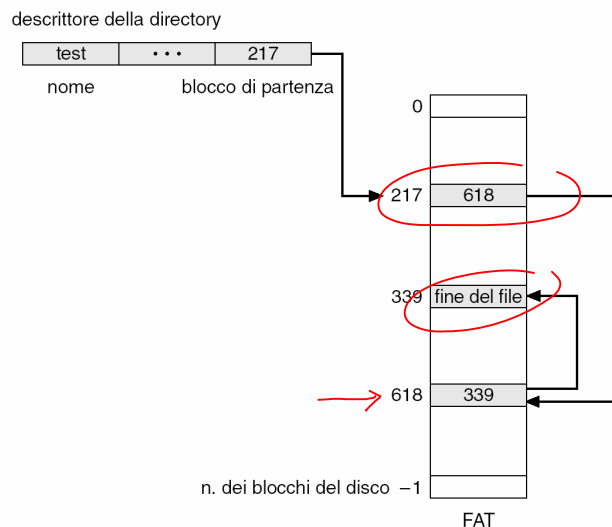 descrittore della directory
test ••• 217
nome blocco di partenza
0
217 618
339 fine del file
618 339
n. dei blocchi del disco –1
FAT